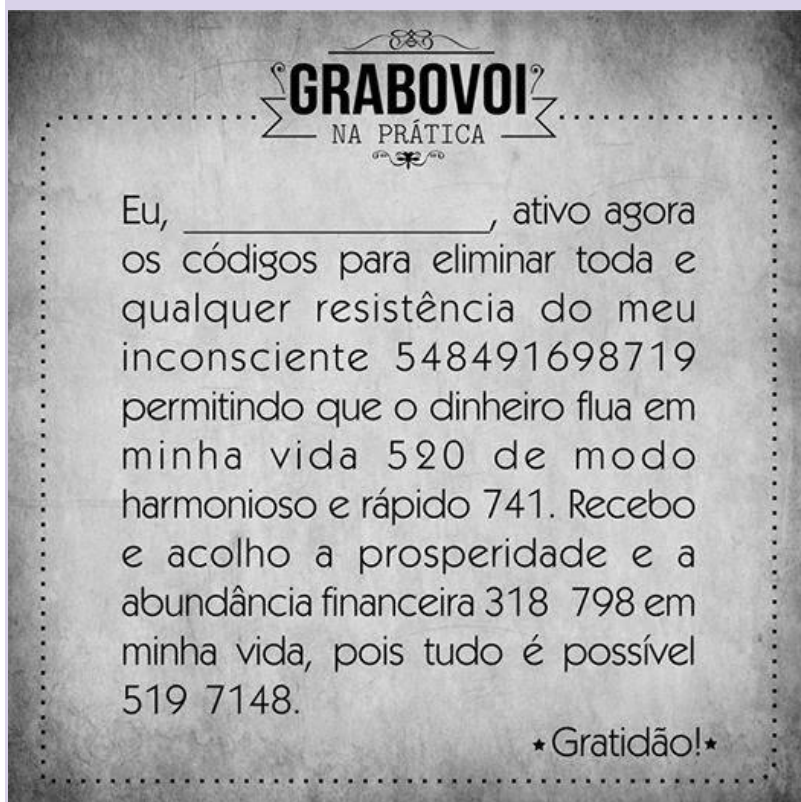 GRABOVOI
NA PRÁTICA
Eu, ________________, ativo agora
os códigos para eliminar toda e
qualquer resistência do meu
inconsciente 548491698719
permitindo que o dinheiro flua em
minha vida 520 de modo
harmonioso e rápido 741. Recebo
e acolho a prosperidade e a
abundância financeira 318 798 em
minha vida, pois tudo é possível
519 7148.
★Gratidão!★